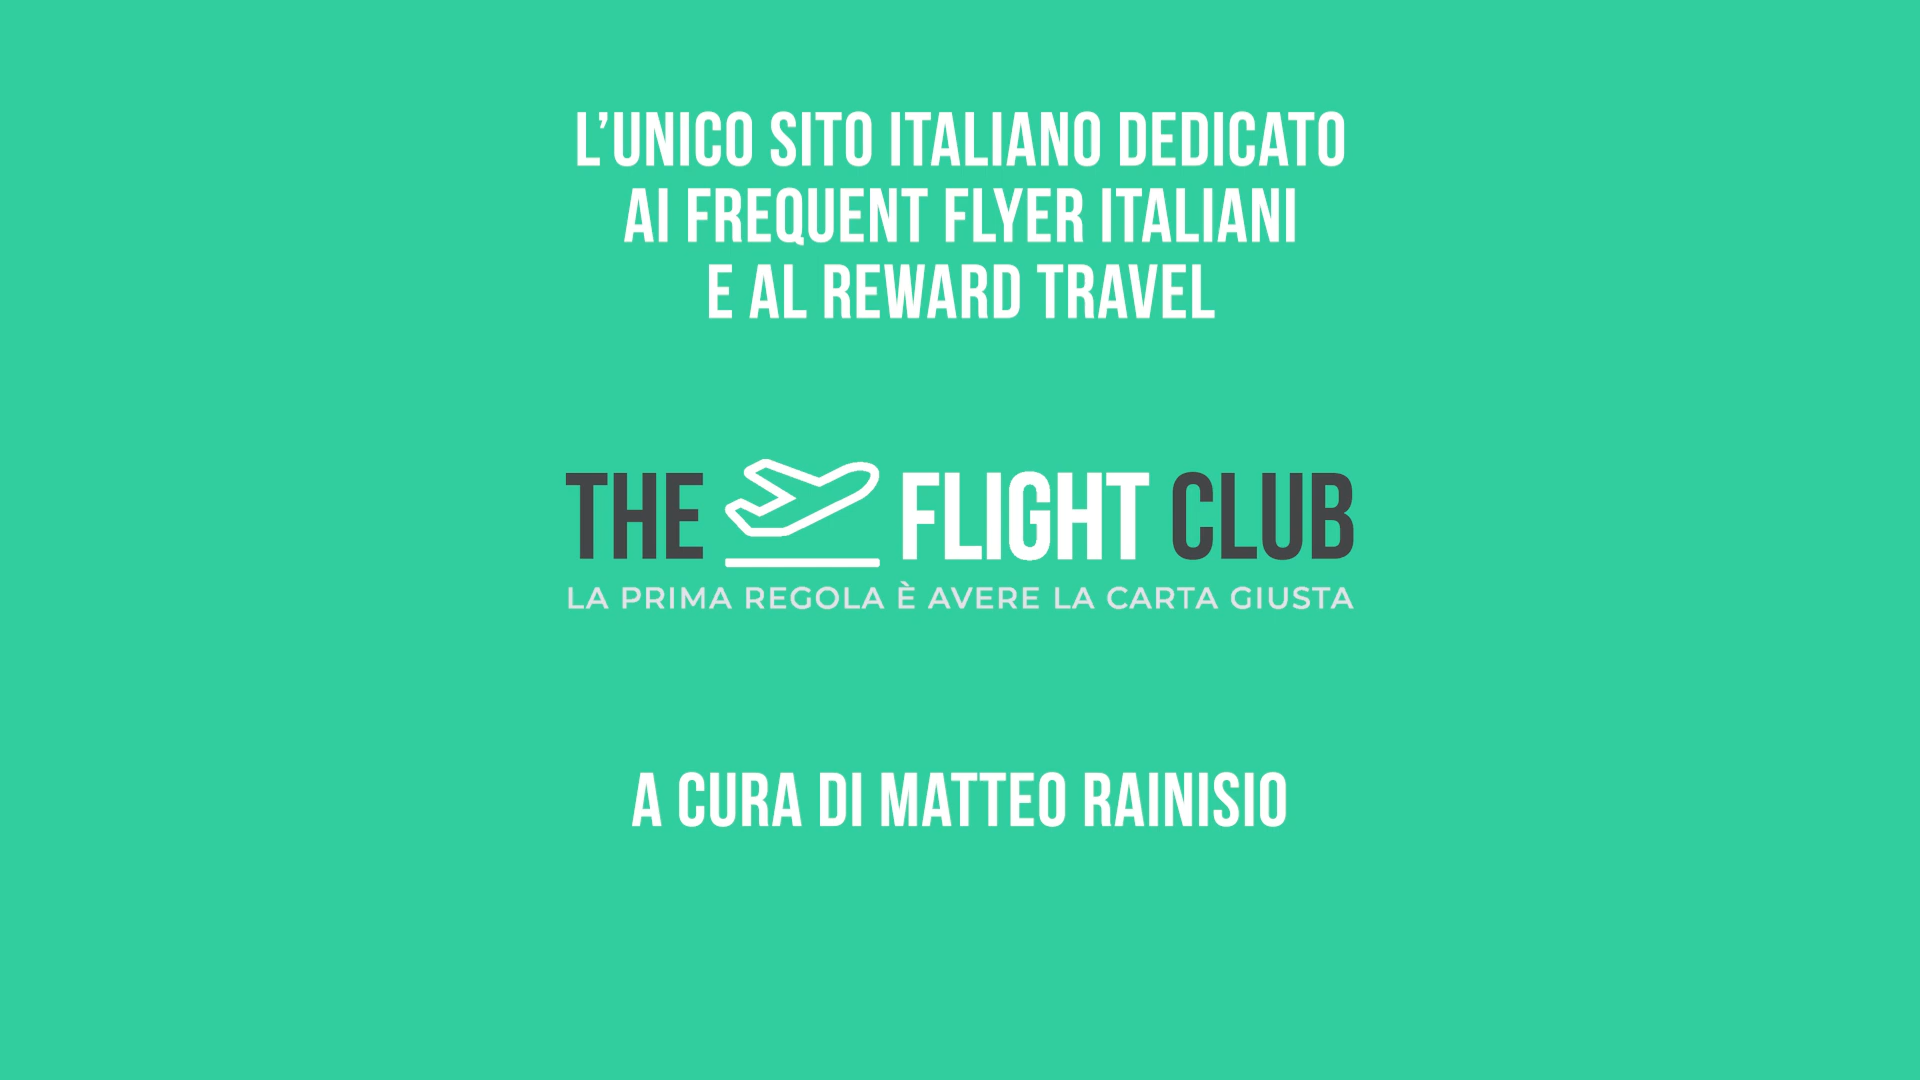 L’UNICO SITO ITALIANO DEDICATO
AI FREQUENT FLYER ITALIANI
E AL REWARD TRAVEL
THE FLIGHT CLUB
LA PRIMA REGOLA È AVERE LA CARTA GIUSTA
A CURA DI MATTEO RAINISIO